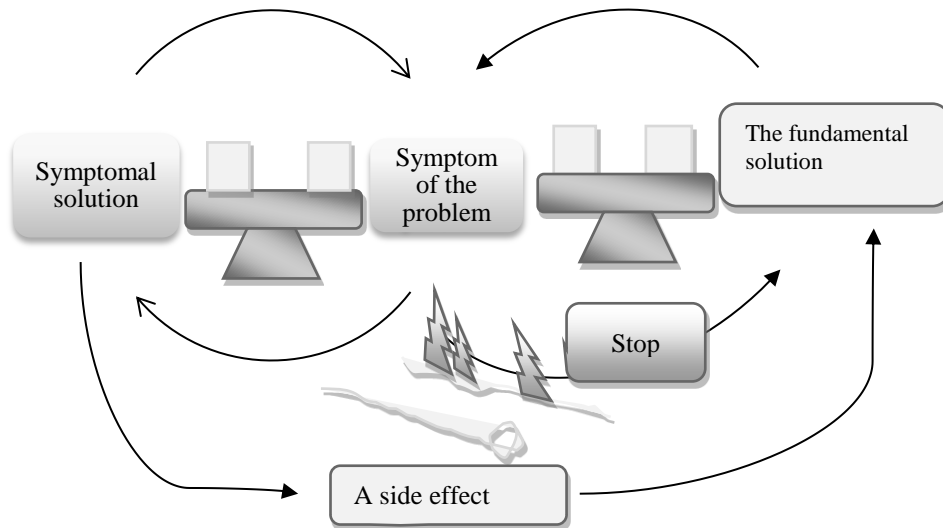 Symptomal
solution
Symptom
of the
problem
The fundamental
solution
Stop
A side effect